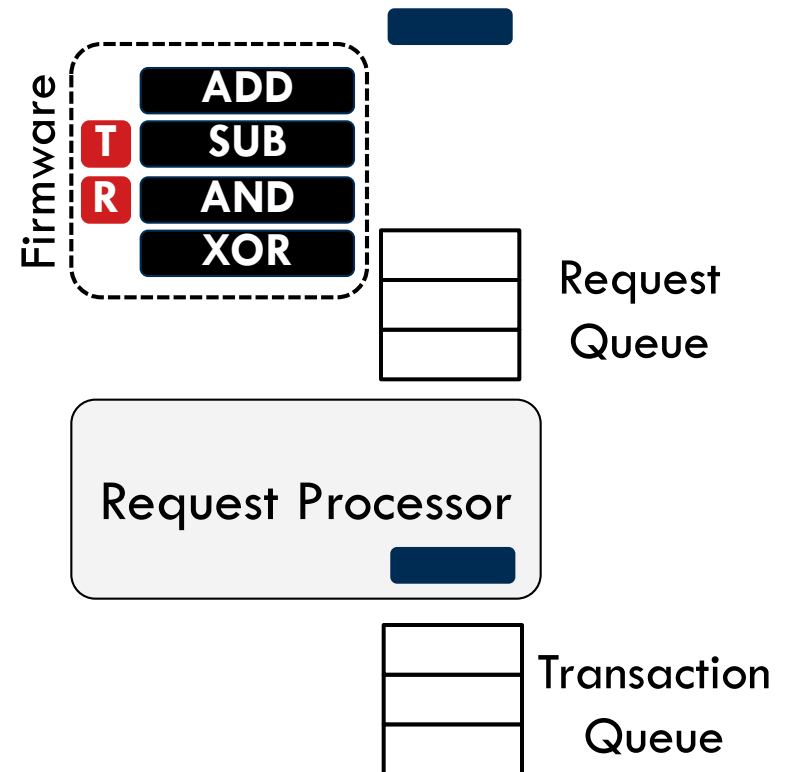 Firmware
ADD
T SUB
R AND
XOR
Request
Queue
Request Processor
Transaction
Queue